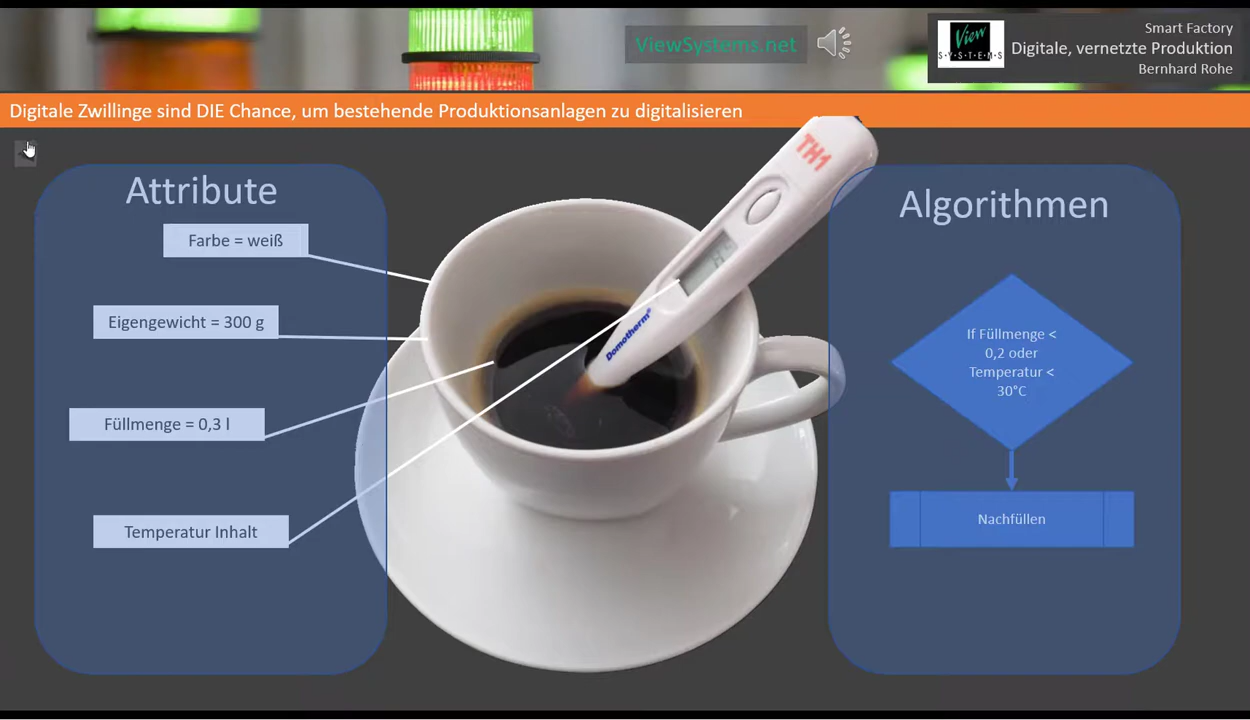 ViewSystems.net
View
S·Y·S·T·E·M·S
Smart Factory
Digitale, vernetzte Produktion
Bernhard Rohe
Digitale Zwillinge sind DIE Chance, um bestehende Produktionsanlagen zu digitalisieren
Attribute
Farbe = weiß
Eigengewicht = 300 g
Füllmenge = 0,3 l
Temperatur Inhalt
TH1
Domotherm®
Algorithmen
If Füllmenge <
0,2 oder
Temperatur <
30°C
Nachfüllen